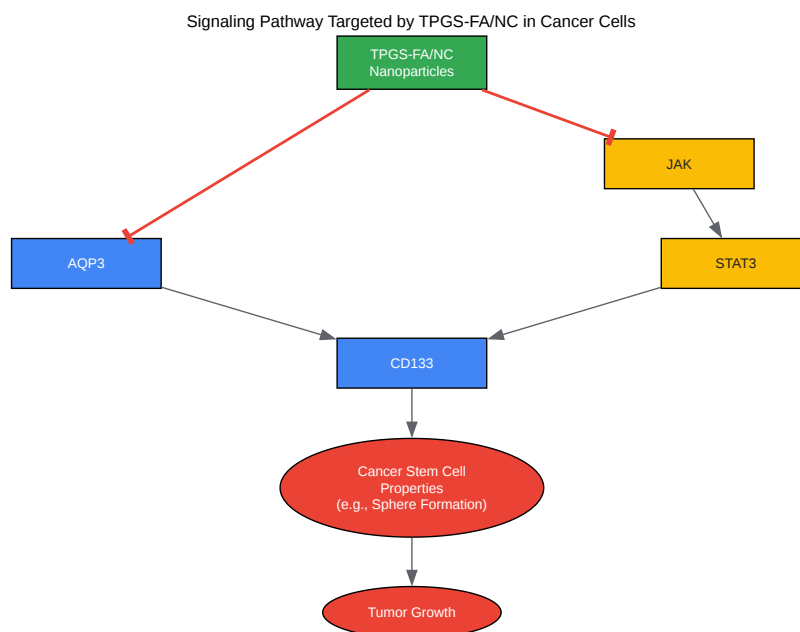 Signaling Pathway Targeted by TPGS-FA/NC in Cancer Cells
TPGS-FA/NC
Nanoparticles
JAK
AQP3
STAT3
CD133
Cancer Stem Cell
Properties
(e.g., Sphere Formation)
Tumor Growth